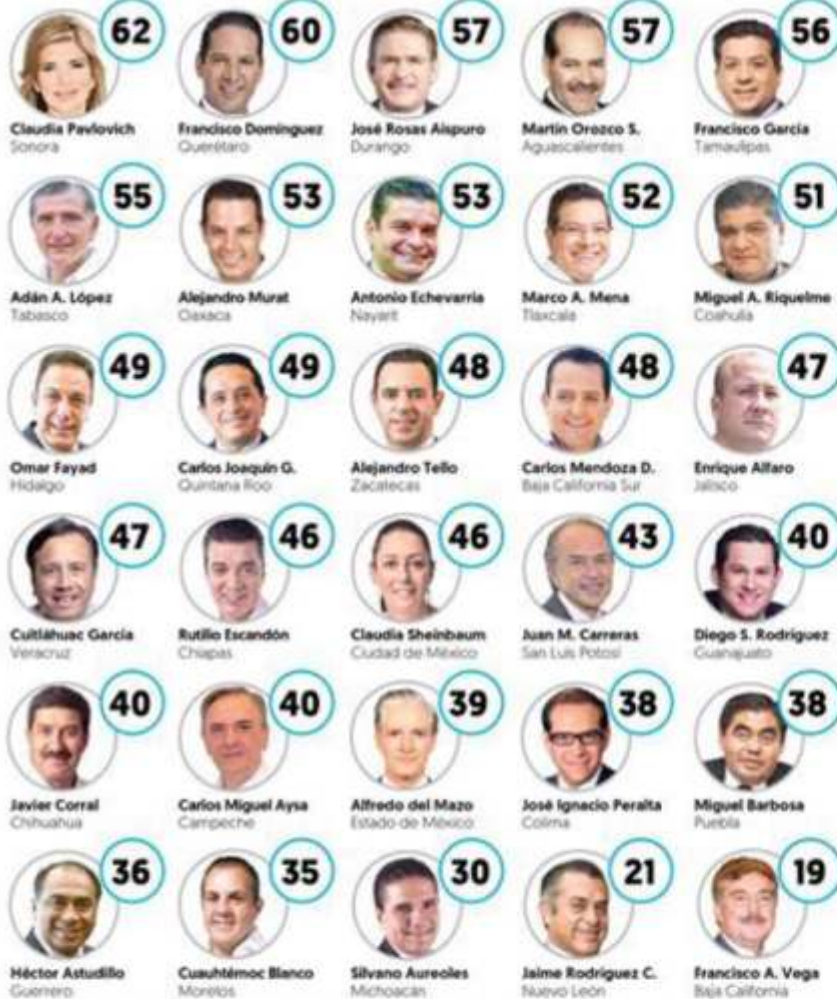 62
Claudia Pavlovich
Sonora
60
Francisco Domínguez
Querétaro
57
José Rosas Aispuro
Durango
57
Martín Orozco S.
Aguascalientes
56
Francisco García
Tamaulipas
55
Adán A. López
Tabasco
53
Alejandro Murat
Oaxaca
53
Antonio Echevarría
Nayarit
52
Marco A. Mena
Tlaxcala
51
Miguel A. Riquelme
Coahuila
49
Omar Fayad
Hidalgo
49
Carlos Joaquín G.
Quintana Roo
48
Alejandro Tello
Zacatecas
48
Carlos Mendoza D.
Baja California Sur
47
Enrique Alfaro
Jalisco
47
Cuitláhuac García
Veracruz
46
Rutilio Escandón
Chiapas
46
Claudia Sheinbaum
Ciudad de México
43
Juan M. Carreras
San Luis Potosí
40
Diego S. Rodríguez
Guanajuato
40
Javier Corral
Chihuahua
40
Carlos Miguel Aysa
Campeche
39
Alfredo del Mazo
Estado de México
38
José Ignacio Peralta
Colima
38
Miguel Barbosa
Puebla
36
Héctor Astudillo
Guerrero
35
Cuauhtémoc Blanco
Morelos
30
Silvano Aureoles
Michoacán
21
Jaime Rodríguez C.
Nuevo León
19
Francisco A. Vega
Baja California